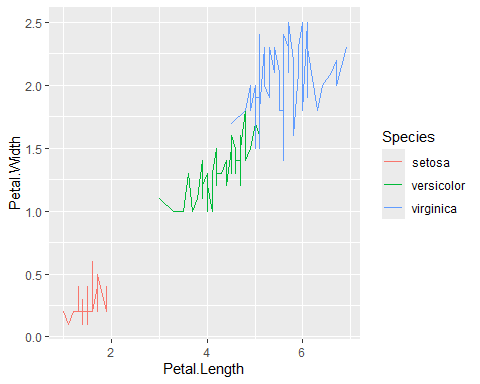 2.5
2.0
1.5
1.0
0.5
0.0
Petal.Width
2
4
6
Petal.Length
Species
setosa
versicolor
virginica